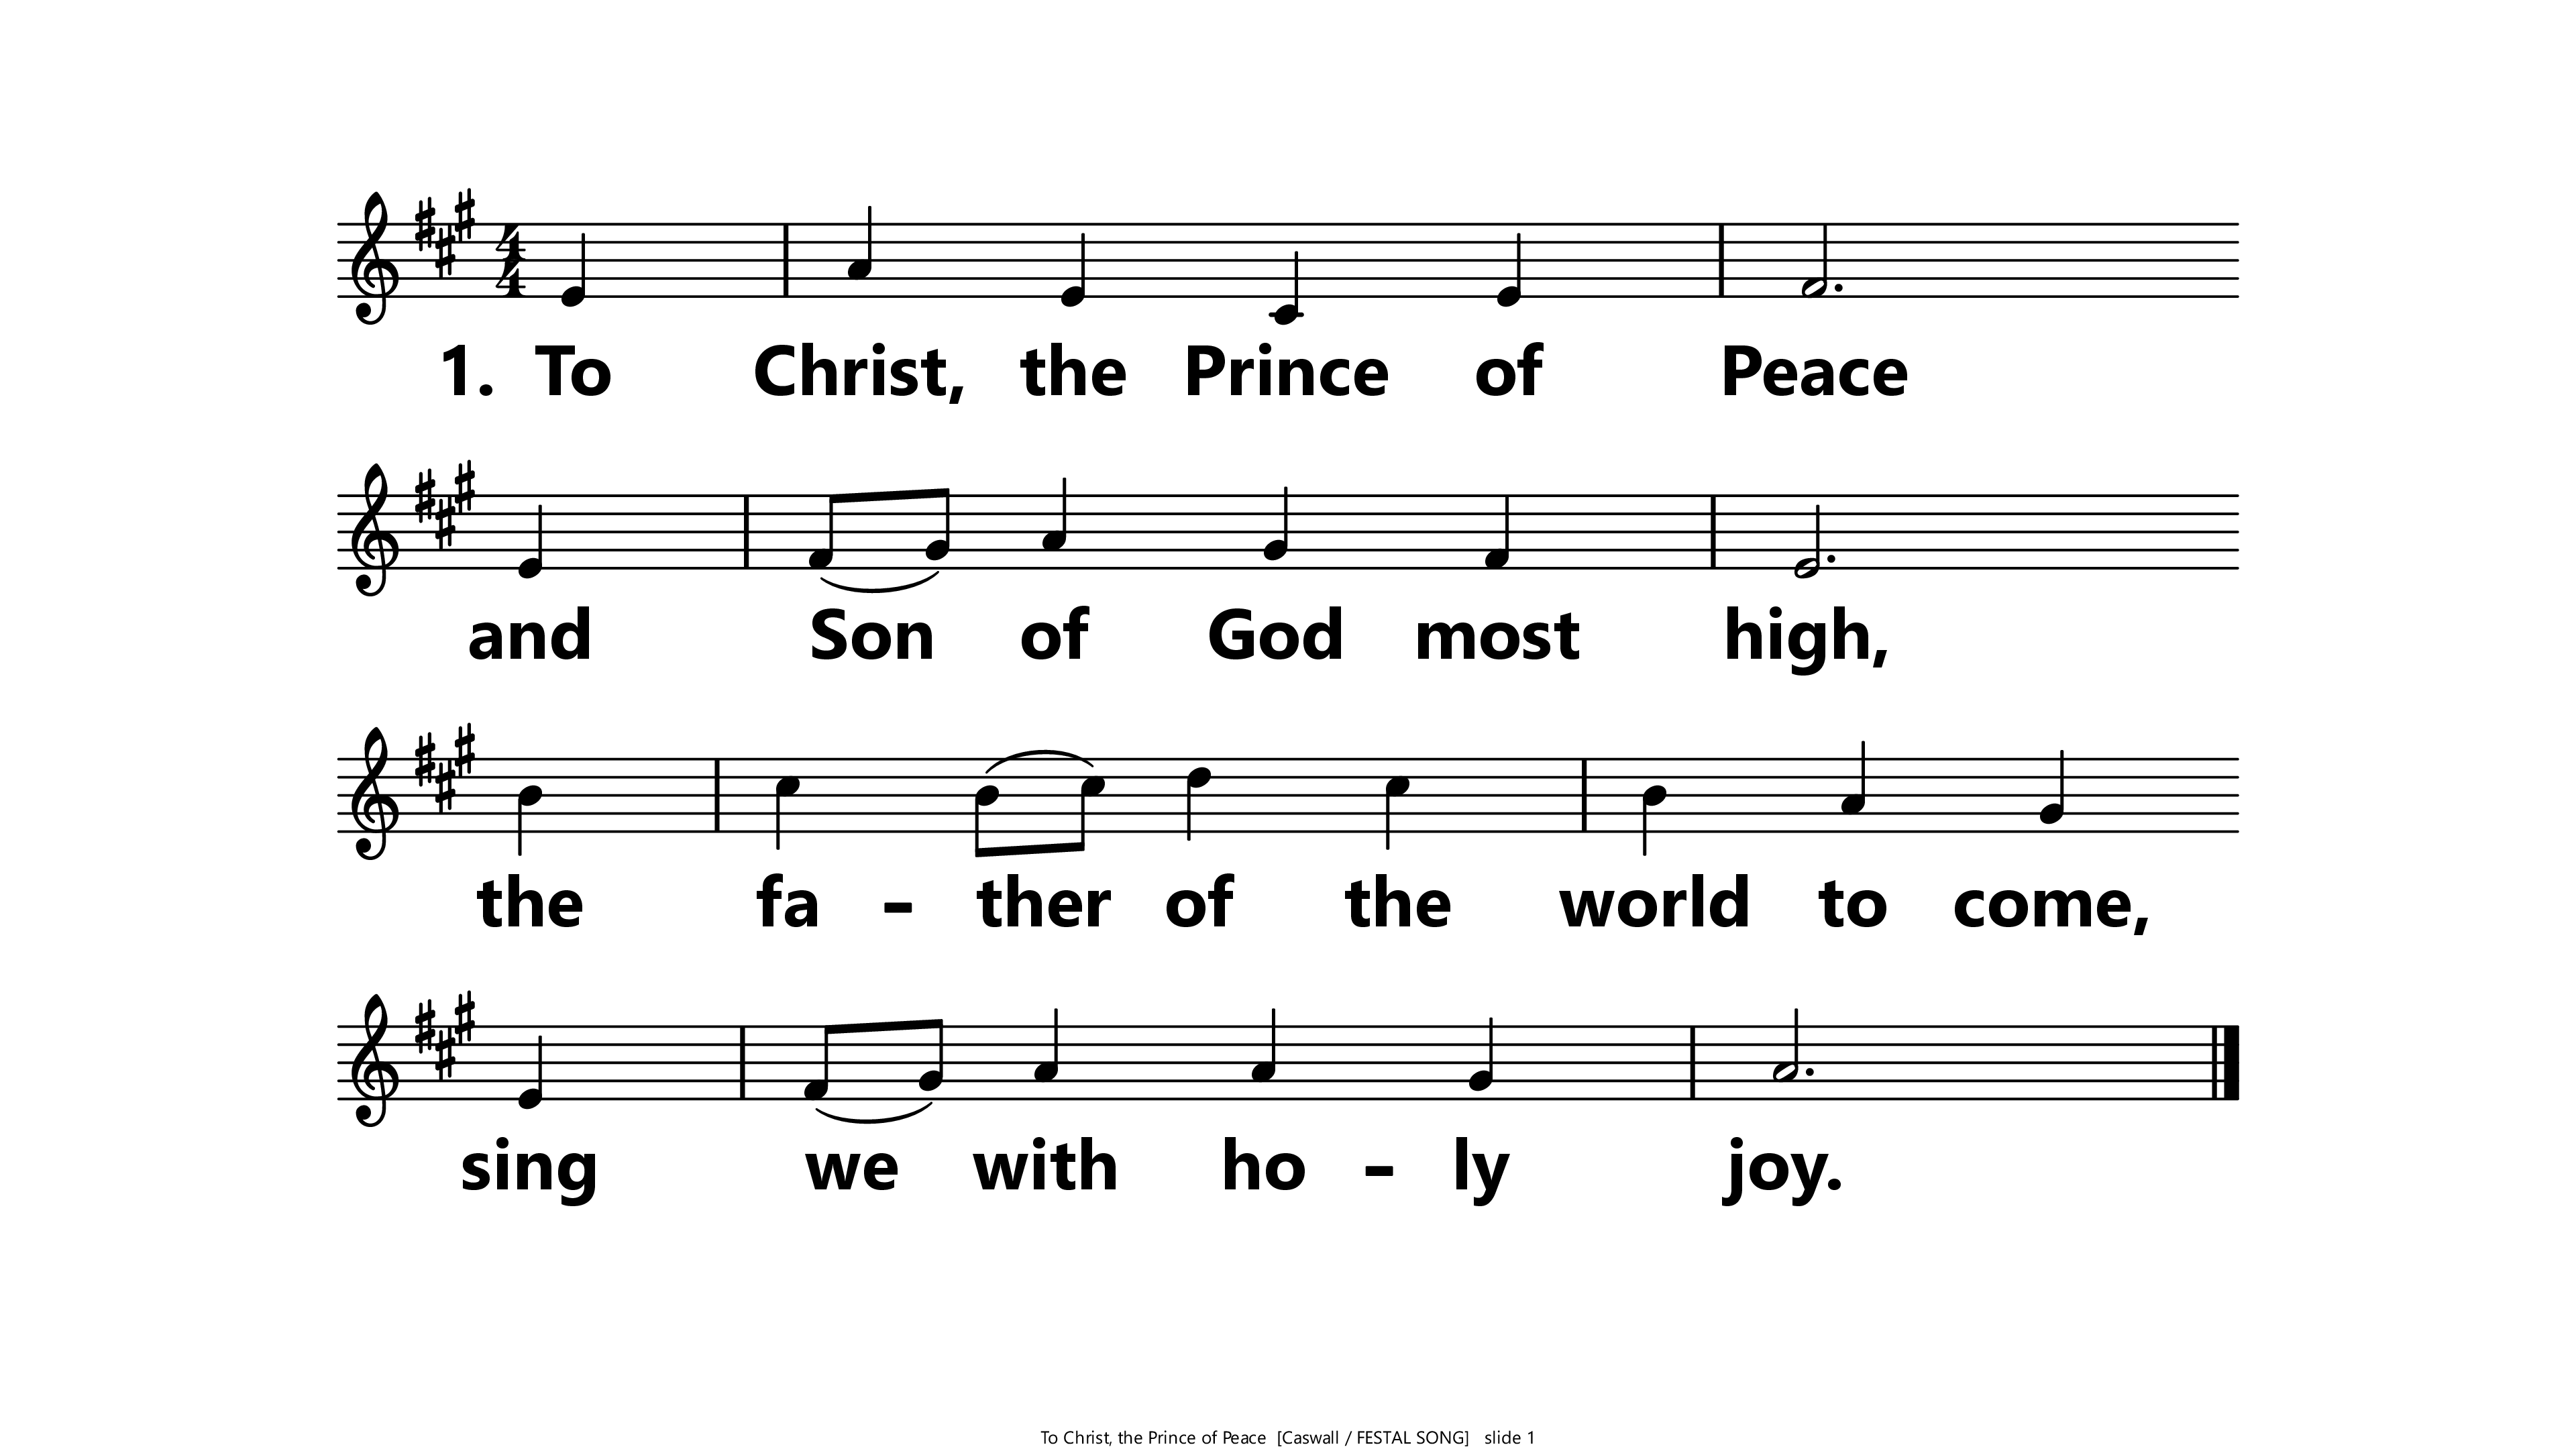 1. To Christ, the Prince of Peace
and Son of God most high,
the fa - ther of the world to come,
sing we with ho - ly joy.
To Christ, the Prince of Peace [Caswall / FESTAL SONG] slide 1